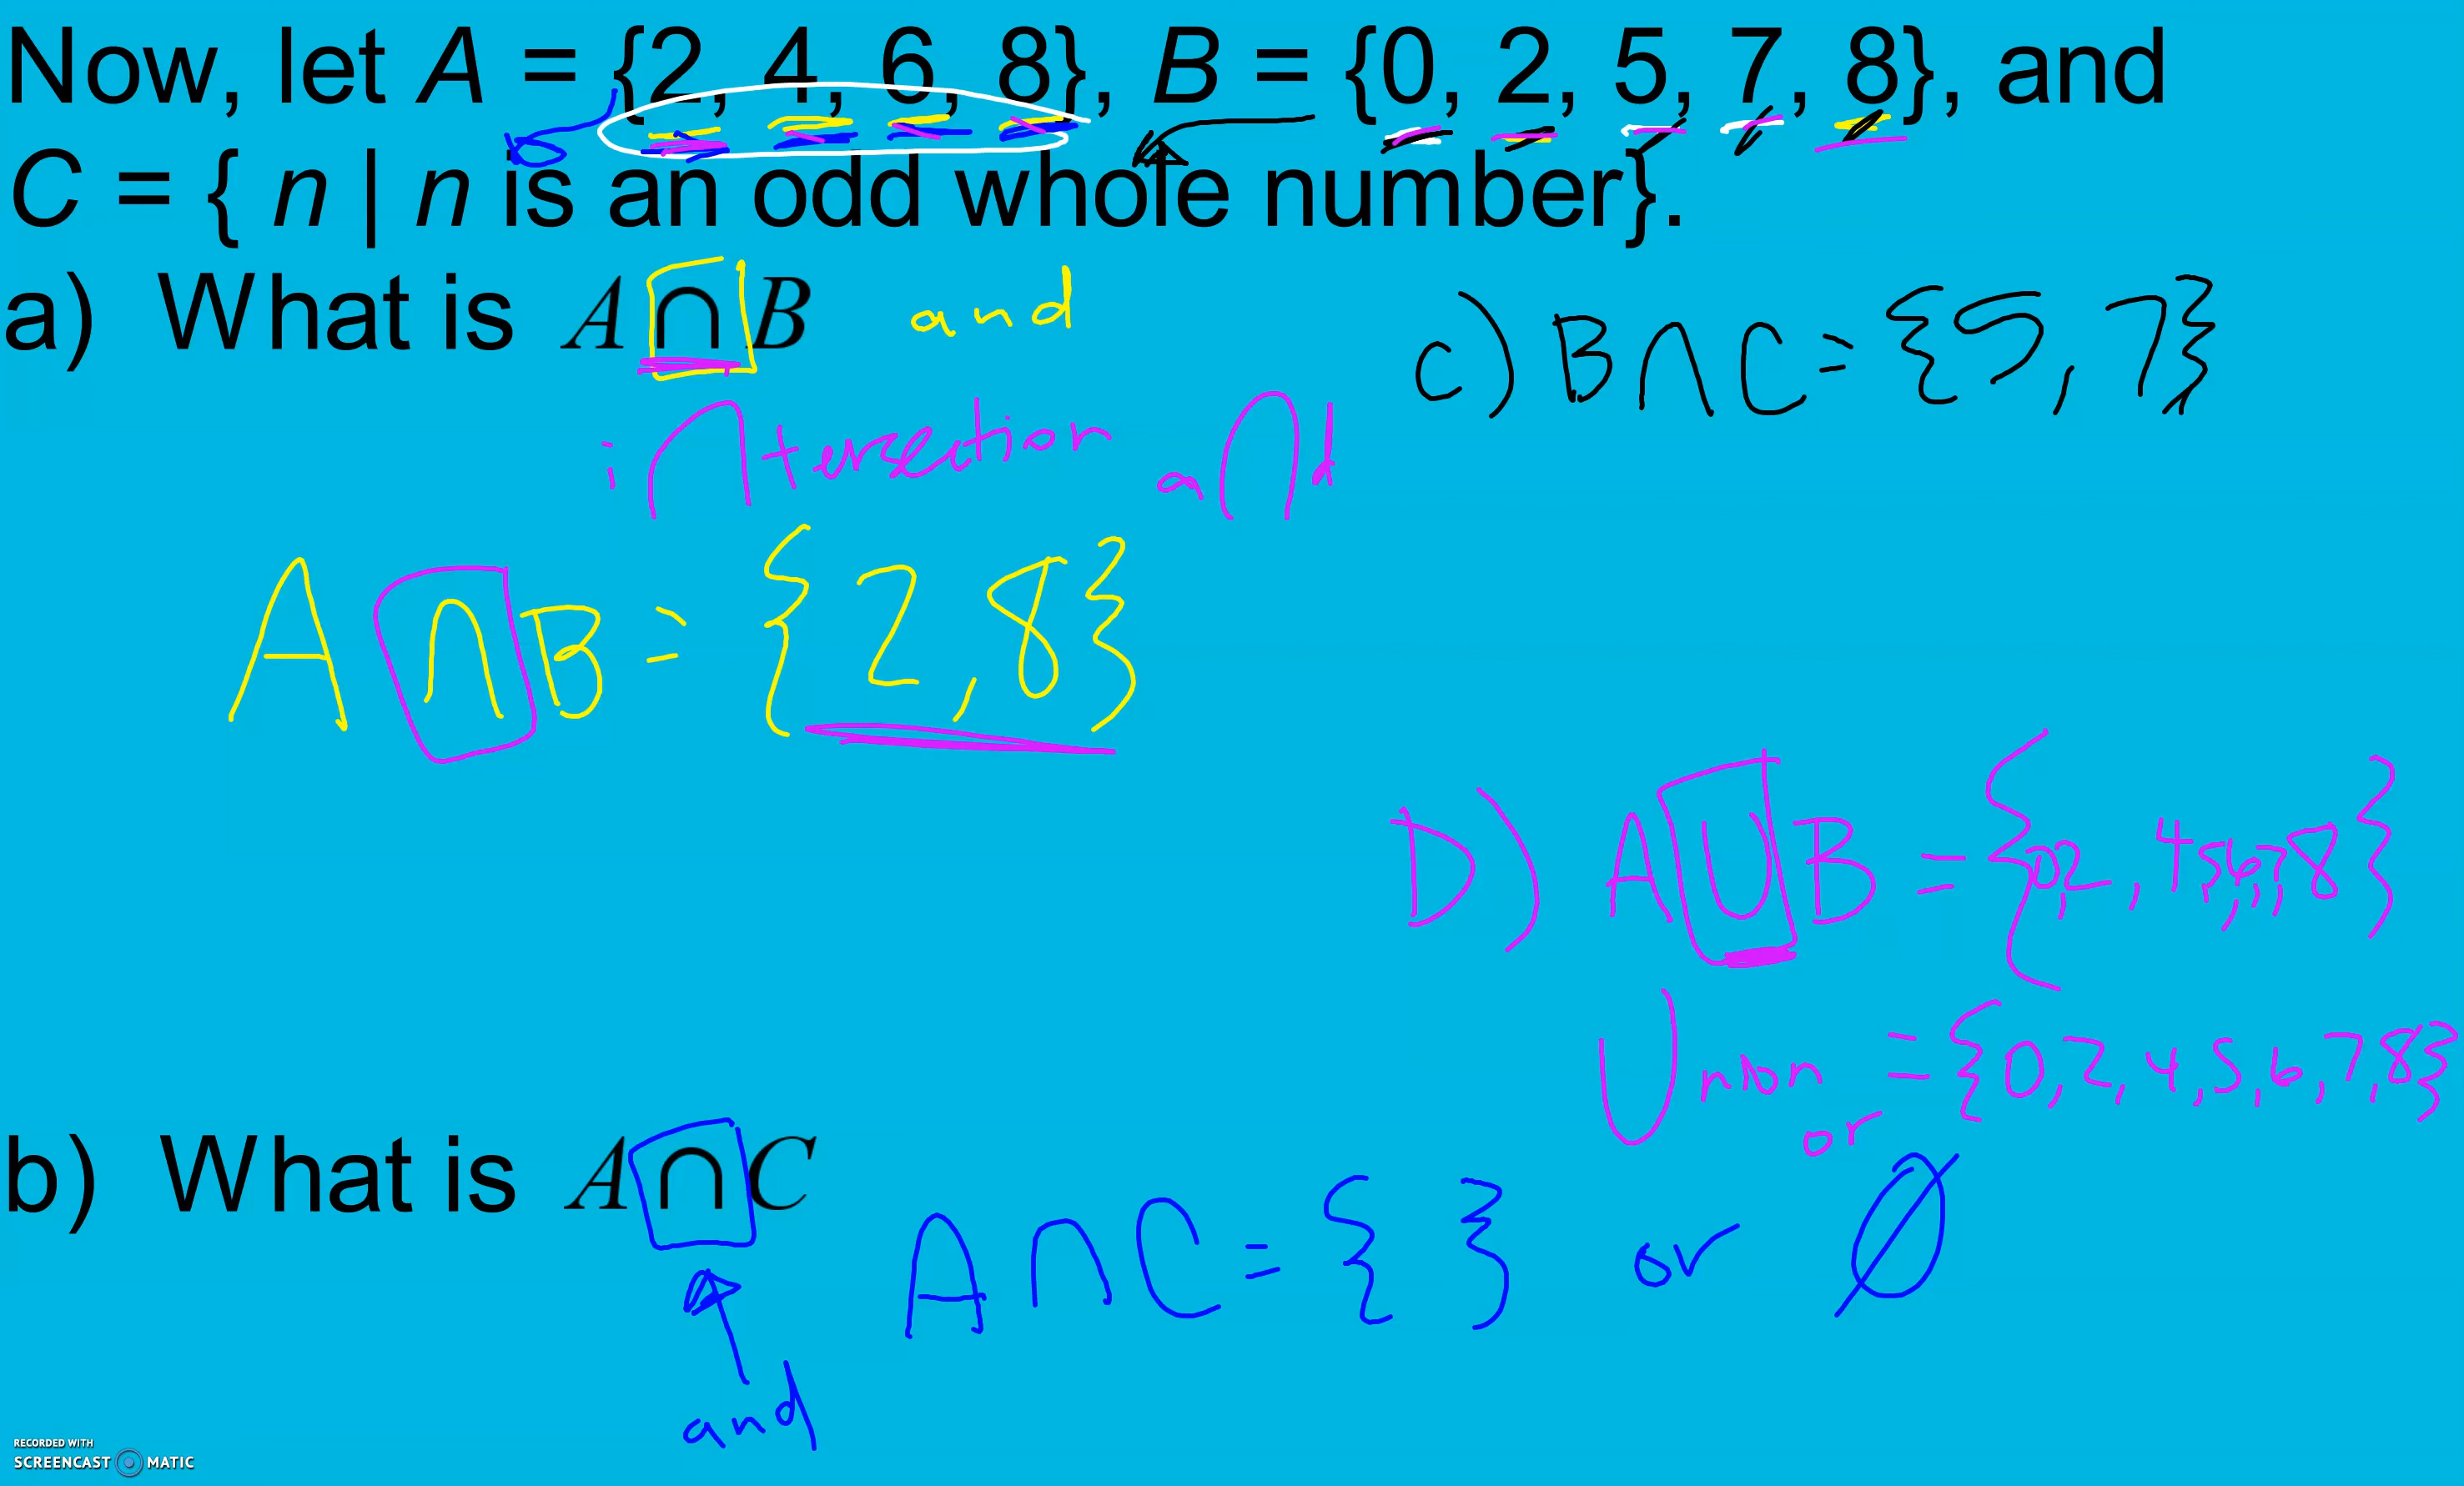 Now, let A = {2, 4, 6, 8}, B = {0, 2, 5, 7, 8}, and
C = { n | n is an odd whole number}.
a) What is A ∩ B and
c) B∩C = {5, 7}
i∩tersection a∩d
A∩B = {2,8}
D) A∪B = {0,2,4,5,6,7,8}
Union = {0,2,4,5,6,7,8}
or
b) What is A∩C
A∩C = { } or Ø
and
RECORDED WITH
SCREENCAST MATIC